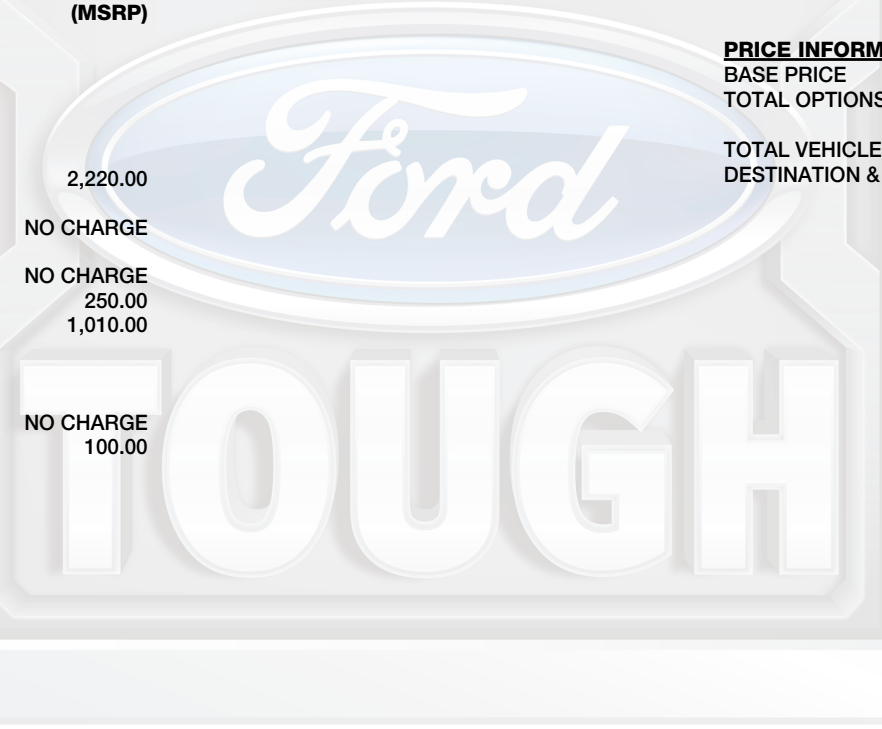 (MSRP)
2,220.00
NO CHARGE
NO CHARGE
250.00
1,010.00
NO CHARGE
100.00
PRICE INFORM
BASE PRICE
TOTAL OPTIONS
TOTAL VEHICLE
DESTINATION &
Ford
TOUGH